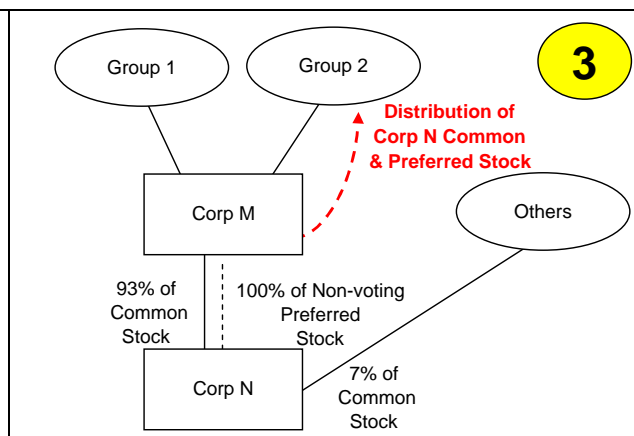 Group 1
Group 2
3
Distribution of
Corp N Common
& Preferred Stock
Corp M
Others
93% of
Common
Stock
100% of Non-voting
Preferred
Stock
Corp N
7% of
Common
Stock